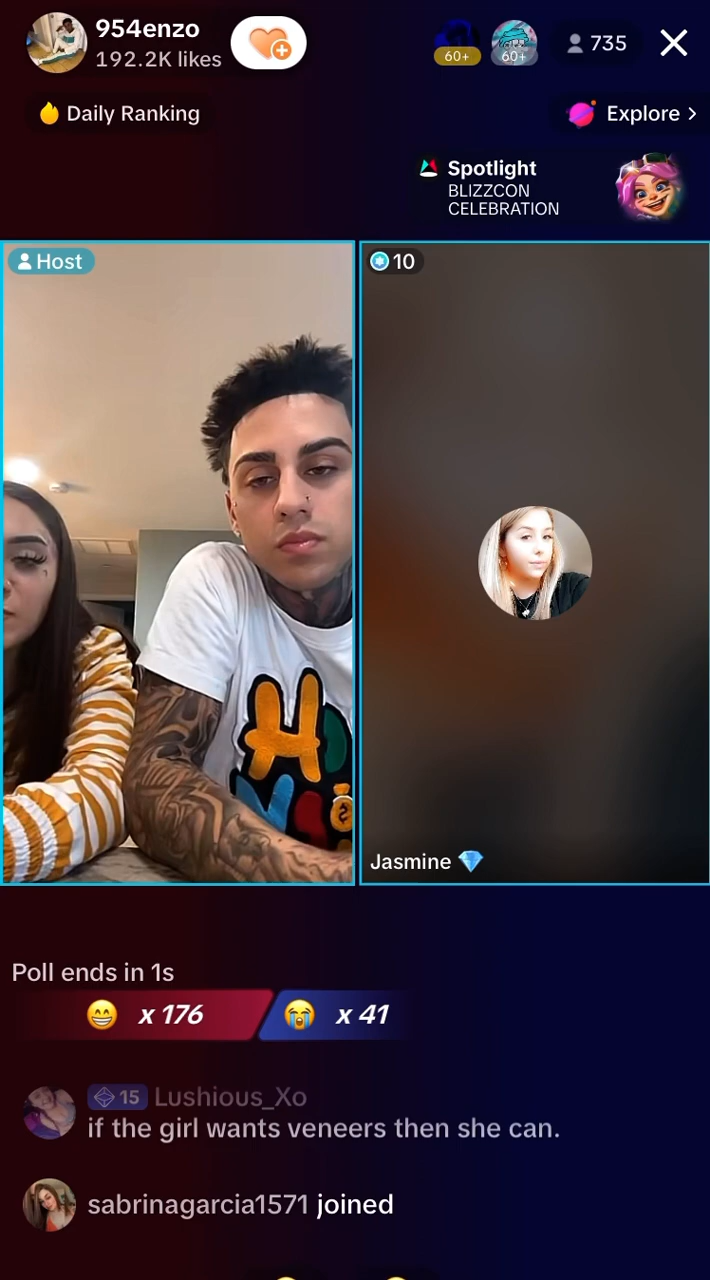 954enzo
192.2K likes
60+
60+
735
Daily Ranking
Explore >
Spotlight
BLIZZCON
CELEBRATION
Host
10
Jasmine 💎
Poll ends in 1s
😁 x 176
😭 x 41
15 Lushious_Xo
if the girl wants veneers then she can.
sabrinagarcia1571 joined